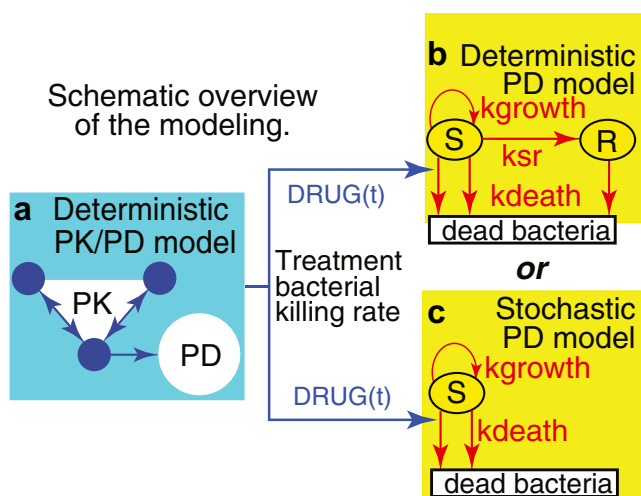 Schematic overview
of the modeling.
a Deterministic
PK/PD model
PK
PD
DRUG(t)
Treatment
bacterial
killing rate
DRUG(t)
b Deterministic
PD model
kgrowth
S
R
ksr
kdeath
dead bacteria
or
c Stochastic
PD model
kgrowth
S
kdeath
dead bacteria